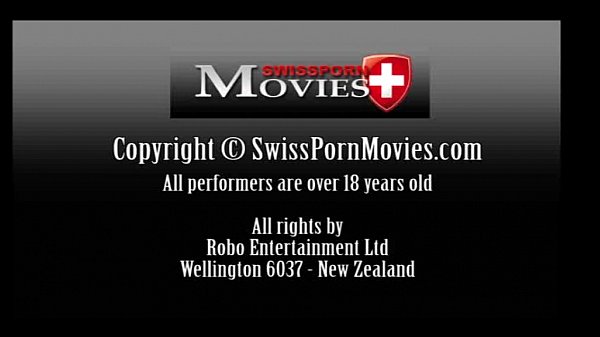 SWISSPORN
MOVIES
Copyright © SwissPornMovies.com
All performers are over 18 years old
All rights by
Robo Entertainment Ltd
Wellington 6037 - New Zealand